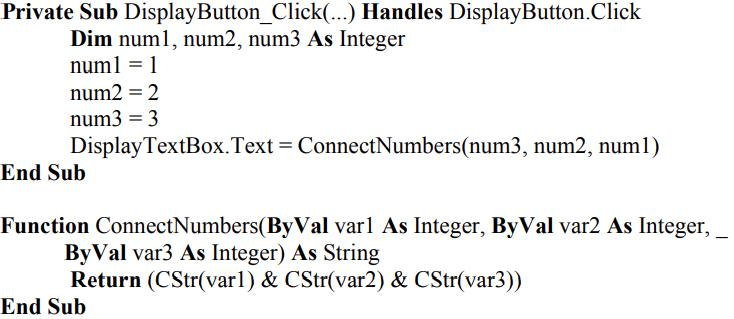 Private Sub DisplayButton_Click(...) Handles DisplayButton.Click
Dim num1, num2, num3 As Integer
num1 = 1
num2 = 2
num3 = 3
DisplayTextBox.Text = ConnectNumbers(num3, num2, num1)
End Sub
Function ConnectNumbers(ByVal var1 As Integer, ByVal var2 As Integer, _
ByVal var3 As Integer) As String
Return (CStr(var1) & CStr(var2) & CStr(var3))
End Sub